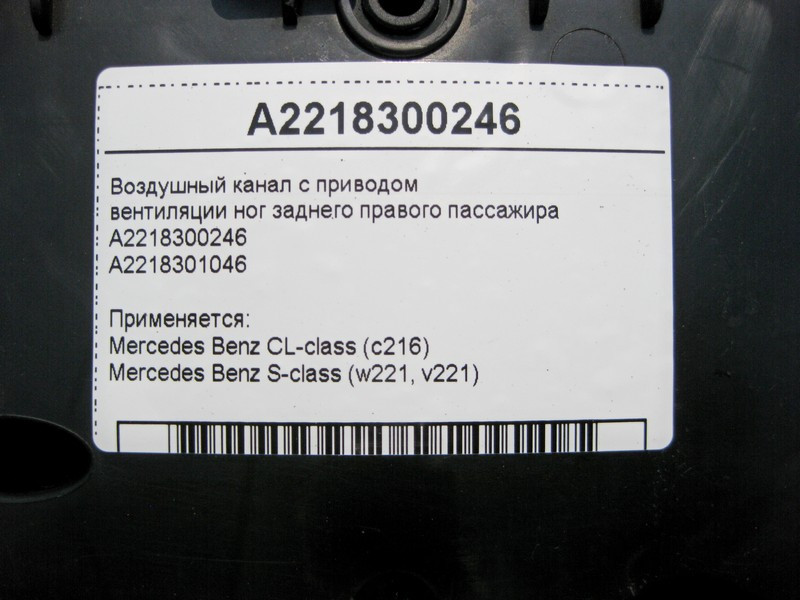 A2218300246
Воздушный канал с приводом
вентиляции ног заднего правого пассажира
A2218300246
A2218301046
Применяется:
Mercedes Benz CL-class (c216)
Mercedes Benz S-class (w221, v221)